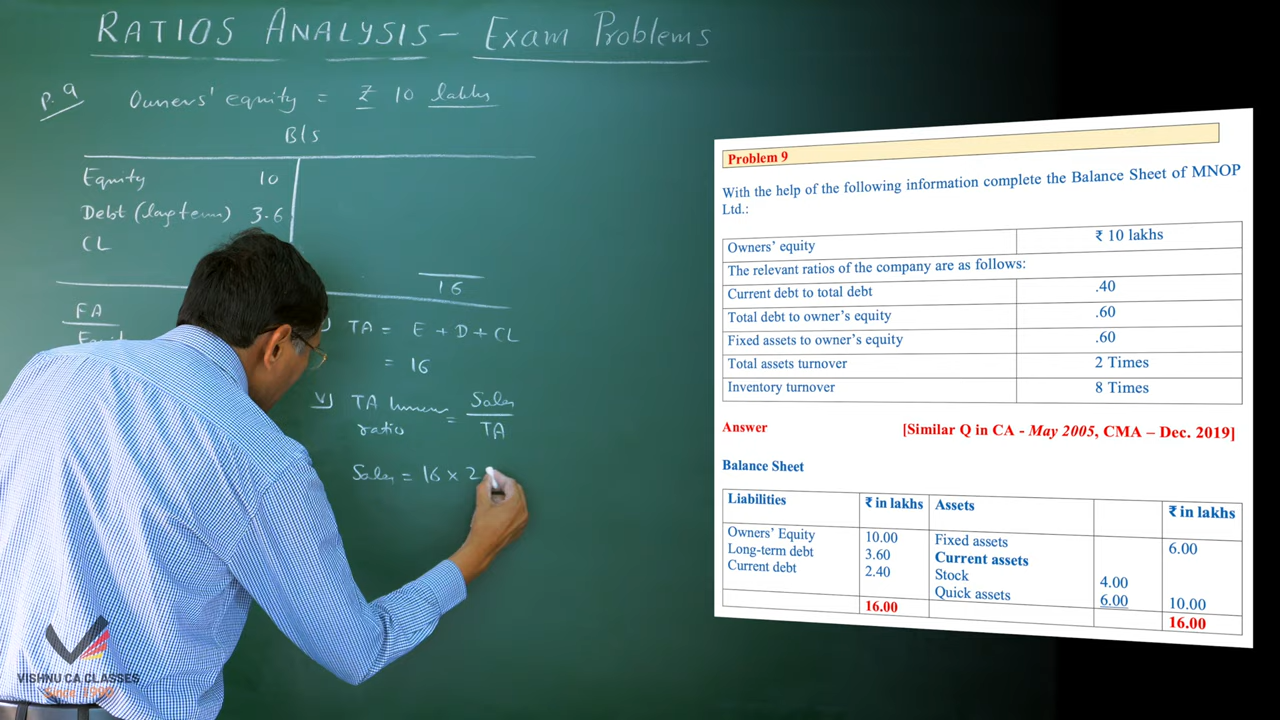 RATIOS ANALYSIS – Exam Problems
P. 9 Owners' equity = ₹ 10 lakhs
B/s
Equity 10
Debt (long term) 3.6
CL
16
FA
TA = E + D + CL
= 16
v) TA turnover ratio = Sales / TA
Sales = 16 × 2
Problem 9
With the help of the following information complete the Balance Sheet of MNOP
Ltd.:
Owners' equity ₹ 10 lakhs
The relevant ratios of the company are as follows:
Current debt to total debt .40
Total debt to owner's equity .60
Fixed assets to owner's equity .60
Total assets turnover 2 Times
Inventory turnover 8 Times
Answer [Similar Q in CA - May 2005, CMA – Dec. 2019]
Balance Sheet
Liabilities ₹ in lakhs Assets ₹ in lakhs
Owners' Equity 10.00 Fixed assets 6.00
Long-term debt 3.60 Current assets
Current debt 2.40 Stock 4.00
Quick assets 6.00 10.00
16.00 16.00
VISHNU CA CLASSES